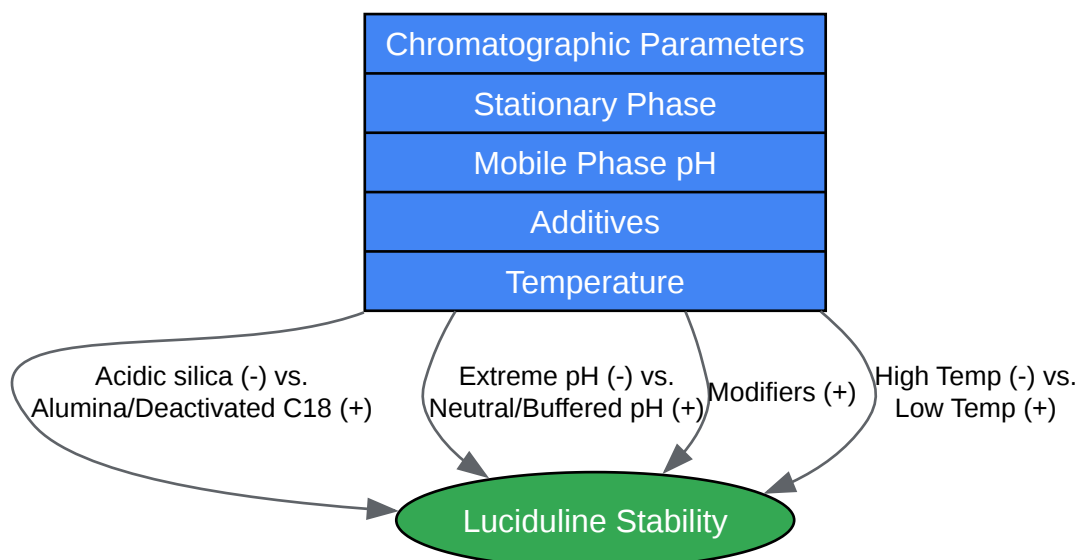 Chromatographic Parameters
Stationary Phase
Mobile Phase pH
Additives
Temperature
Acidic silica (-) vs.
Alumina/Deactivated C18 (+)
Extreme pH (-) vs.
Neutral/Buffered pH (+)
Modifiers (+)
High Temp (-) vs.
Low Temp (+)
Luciduline Stability